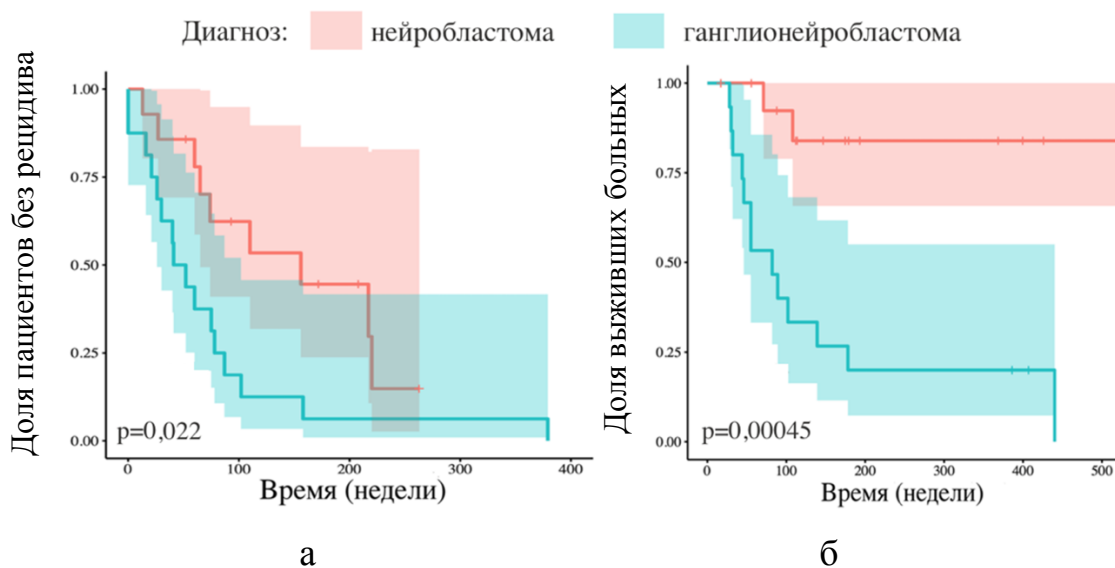 Диагноз: нейробластома ганглионейробластома
Доля пациентов без рецидива
1.00
0.75
0.50
0.25
0.00
p=0,022
0 100 200 300 400
Время (недели)
а
Доля выживших больных
1.00
0.75
0.50
0.25
0.00
p=0,00045
0 100 200 300 400 500
Время (недели)
б